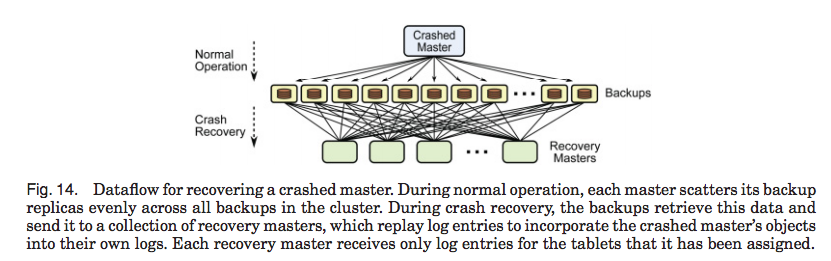 Crashed
Master
Normal
Operation
Backups
Crash
Recovery
Recovery
Masters
Fig. 14. Dataflow for recovering a crashed master. During normal operation, each master scatters its backup
replicas evenly across all backups in the cluster. During crash recovery, the backups retrieve this data and
send it to a collection of recovery masters, which replay log entries to incorporate the crashed master's objects
into their own logs. Each recovery master receives only log entries for the tablets that it has been assigned.